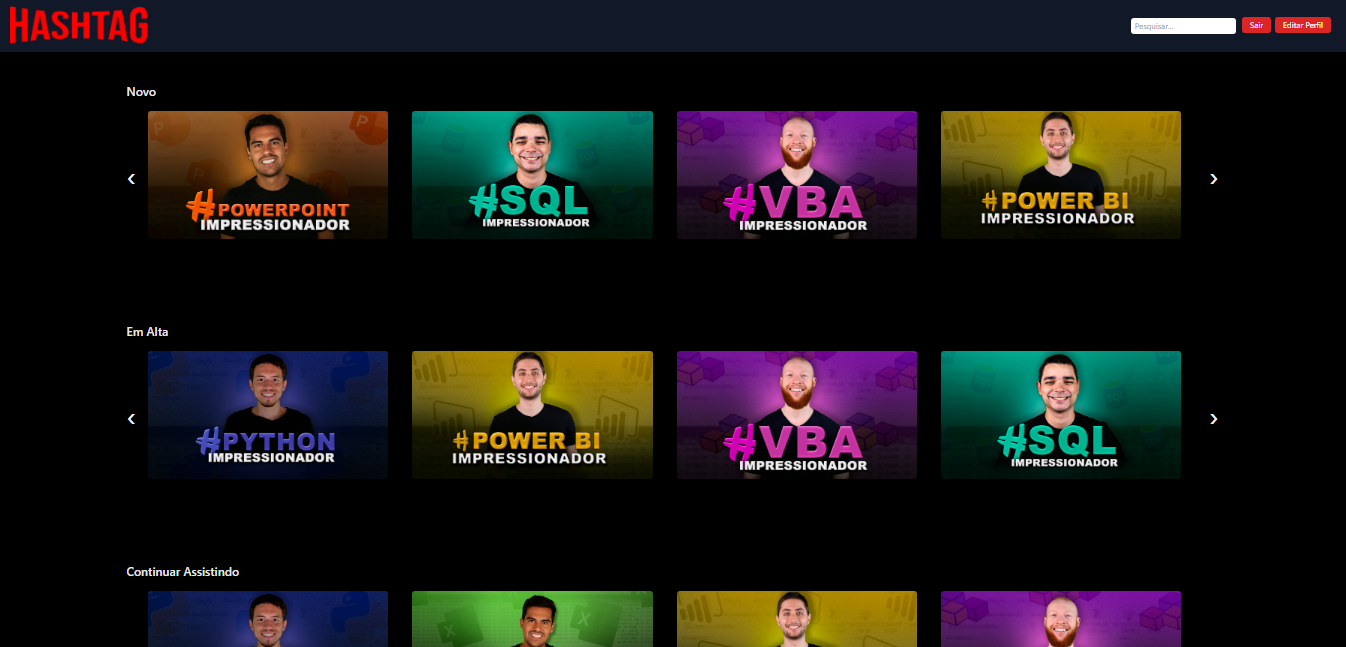 HASHTAG
Pesquisar...
Sair
Editar Perfil
Novo
#POWERPOINT
IMPRESSIONADOR
#SQL
IMPRESSIONADOR
#VBA
IMPRESSIONADOR
#POWER BI
IMPRESSIONADOR
Em Alta
#PYTHON
IMPRESSIONADOR
#POWER BI
IMPRESSIONADOR
#VBA
IMPRESSIONADOR
#SQL
IMPRESSIONADOR
Continuar Assistindo